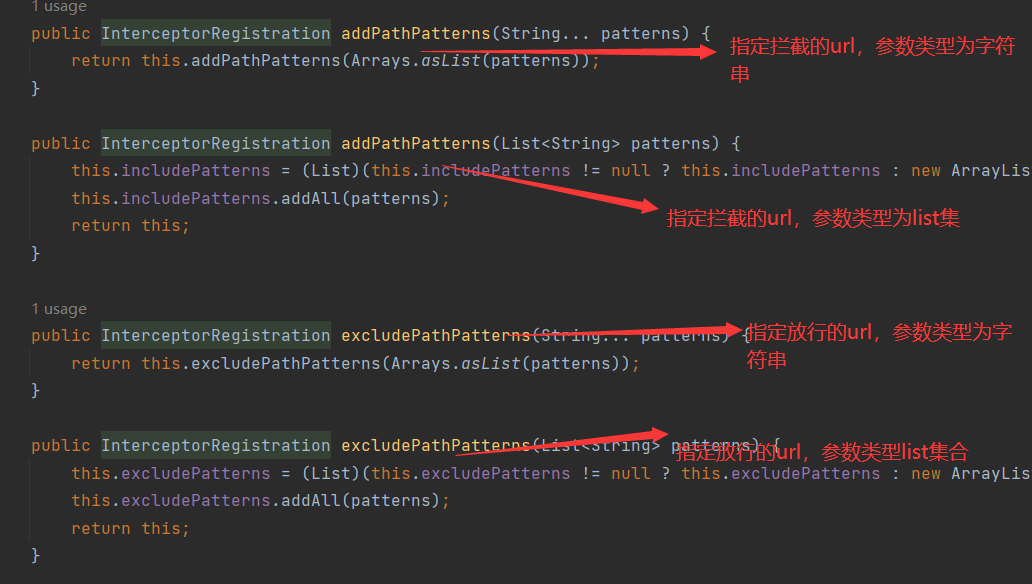 1 usage
public InterceptorRegistration addPathPatterns(String... patterns) {
return this.addPathPatterns(Arrays.asList(patterns));
}
指定拦截的url，参数类型为字符
串
public InterceptorRegistration addPathPatterns(List<String> patterns) {
this.includePatterns = (List)(this.includePatterns != null ? this.includePatterns : new ArrayLis
this.includePatterns.addAll(patterns);
return this;
}
指定拦截的url，参数类型为list集
1 usage
public InterceptorRegistration excludePathPatterns(String... patterns) {
return this.excludePathPatterns(Arrays.asList(patterns));
}
指定放行的url，参数类型为字
符串
public InterceptorRegistration excludePathPatterns(List<String> patterns) {
指定放行的url，参数类型list集合
this.excludePatterns = (List)(this.excludePatterns != null ? this.excludePatterns : new ArrayLis
this.excludePatterns.addAll(patterns);
return this;
}